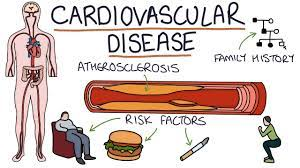 CARDIOVASCULAR
DISEASE
ATHEROSCLEROSIS
FAMILY HISTORY
RISK FACTORS